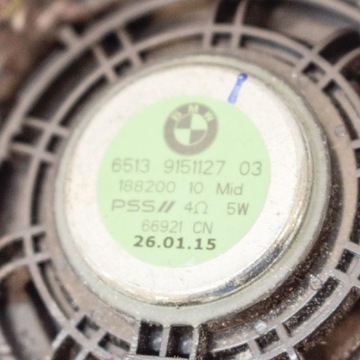 BMW
6513 9151127 03
188200 10 Mid
PSS// 4Ω 5W
66921 CN
26.01.15